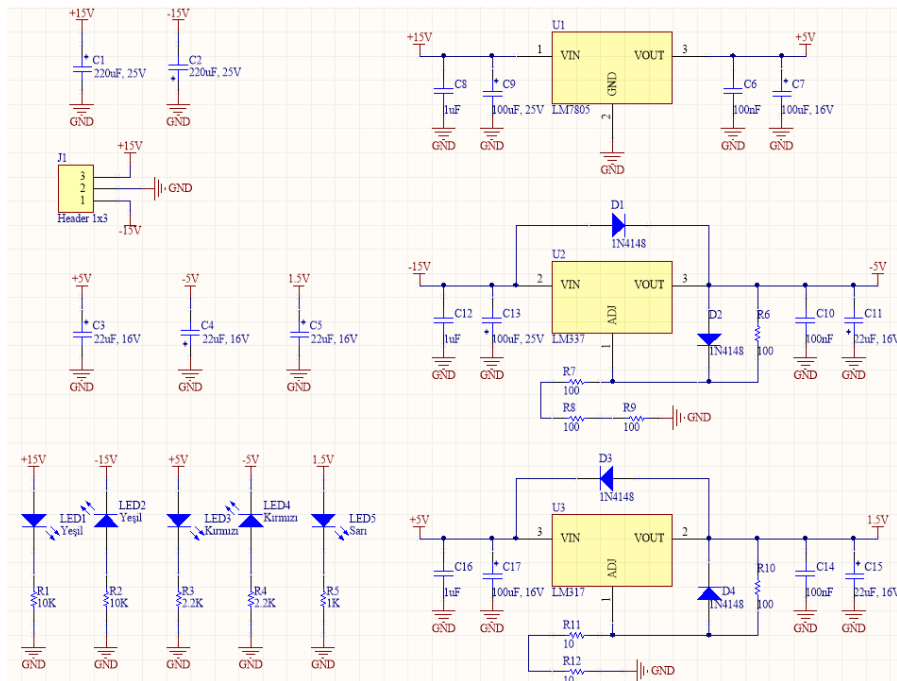 +15V
C1
220uF, 25V
GND
-15V
C2
220uF, 25V
GND
J1
3
2
1
Header 1x3
+15V
GND
-15V
+5V
C3
22uF, 16V
GND
-5V
C4
22uF, 16V
GND
1.5V
C5
22uF, 16V
GND
+15V
LED1
Yeşil
R1
10K
GND
-15V
LED2
Yeşil
R2
10K
GND
+5V
LED3
Kırmızı
R3
2.2K
GND
-5V
LED4
Kırmızı
R4
2.2K
GND
1.5V
LED5
Sarı
R5
1K
GND
+15V
C8
1uF
GND
C9
100uF, 25V
GND
U1
1
VIN
VOUT
3
GND
2
LM7805
GND
+5V
C6
100nF
GND
C7
100uF, 16V
GND
D1
1N4148
-15V
C12
1uF
GND
C13
100uF, 25V
GND
U2
2
VIN
VOUT
3
ADJ
1
LM337
D2
1N4148
R6
100
-5V
C10
100nF
GND
C11
22uF, 16V
GND
R7
100
R8
100
R9
100
GND
D3
1N4148
+5V
C16
1uF
GND
C17
100uF, 16V
GND
U3
3
VIN
VOUT
2
ADJ
1
LM317
D4
1N4148
R10
100
1.5V
C14
100nF
GND
C15
22uF, 16V
GND
R11
10
R12
10
GND